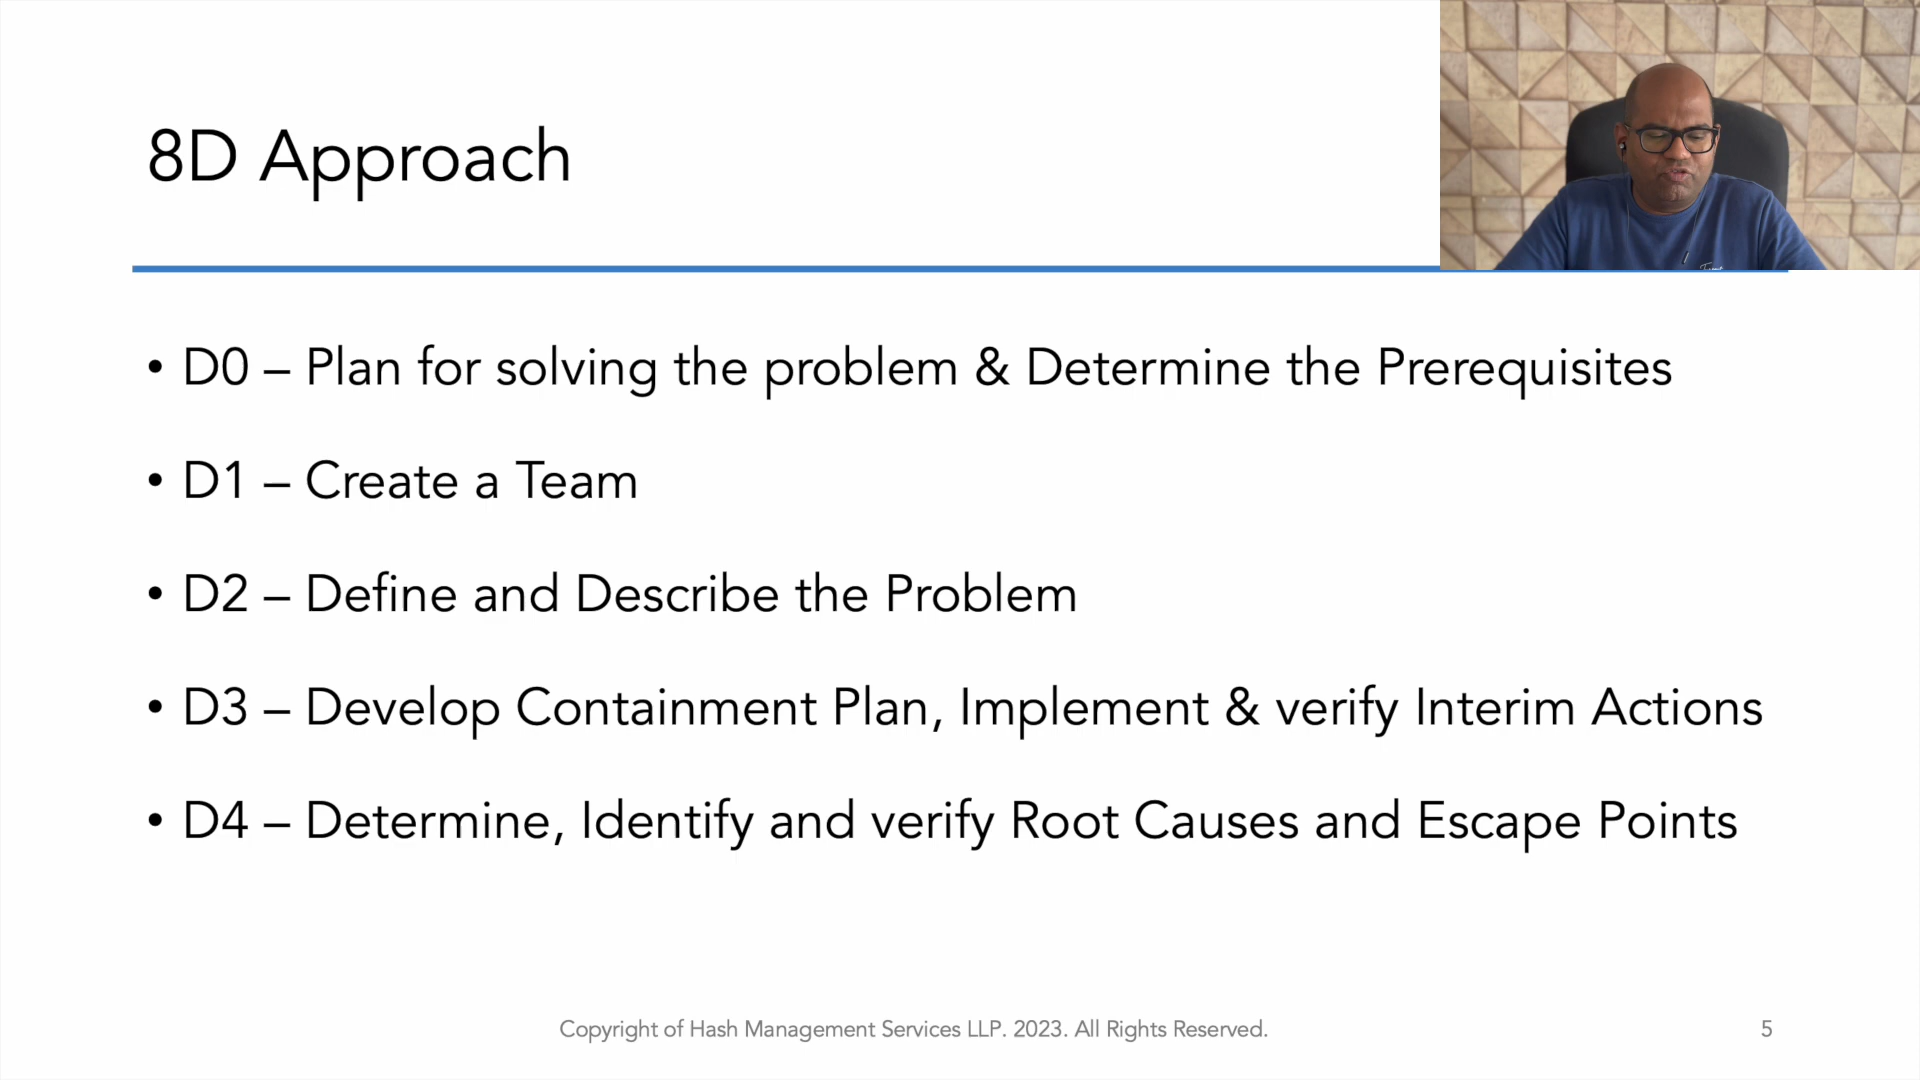 8D Approach
• D0 – Plan for solving the problem & Determine the Prerequisites
• D1 – Create a Team
• D2 – Define and Describe the Problem
• D3 – Develop Containment Plan, Implement & verify Interim Actions
• D4 – Determine, Identify and verify Root Causes and Escape Points
Copyright of Hash Management Services LLP. 2023. All Rights Reserved.
5